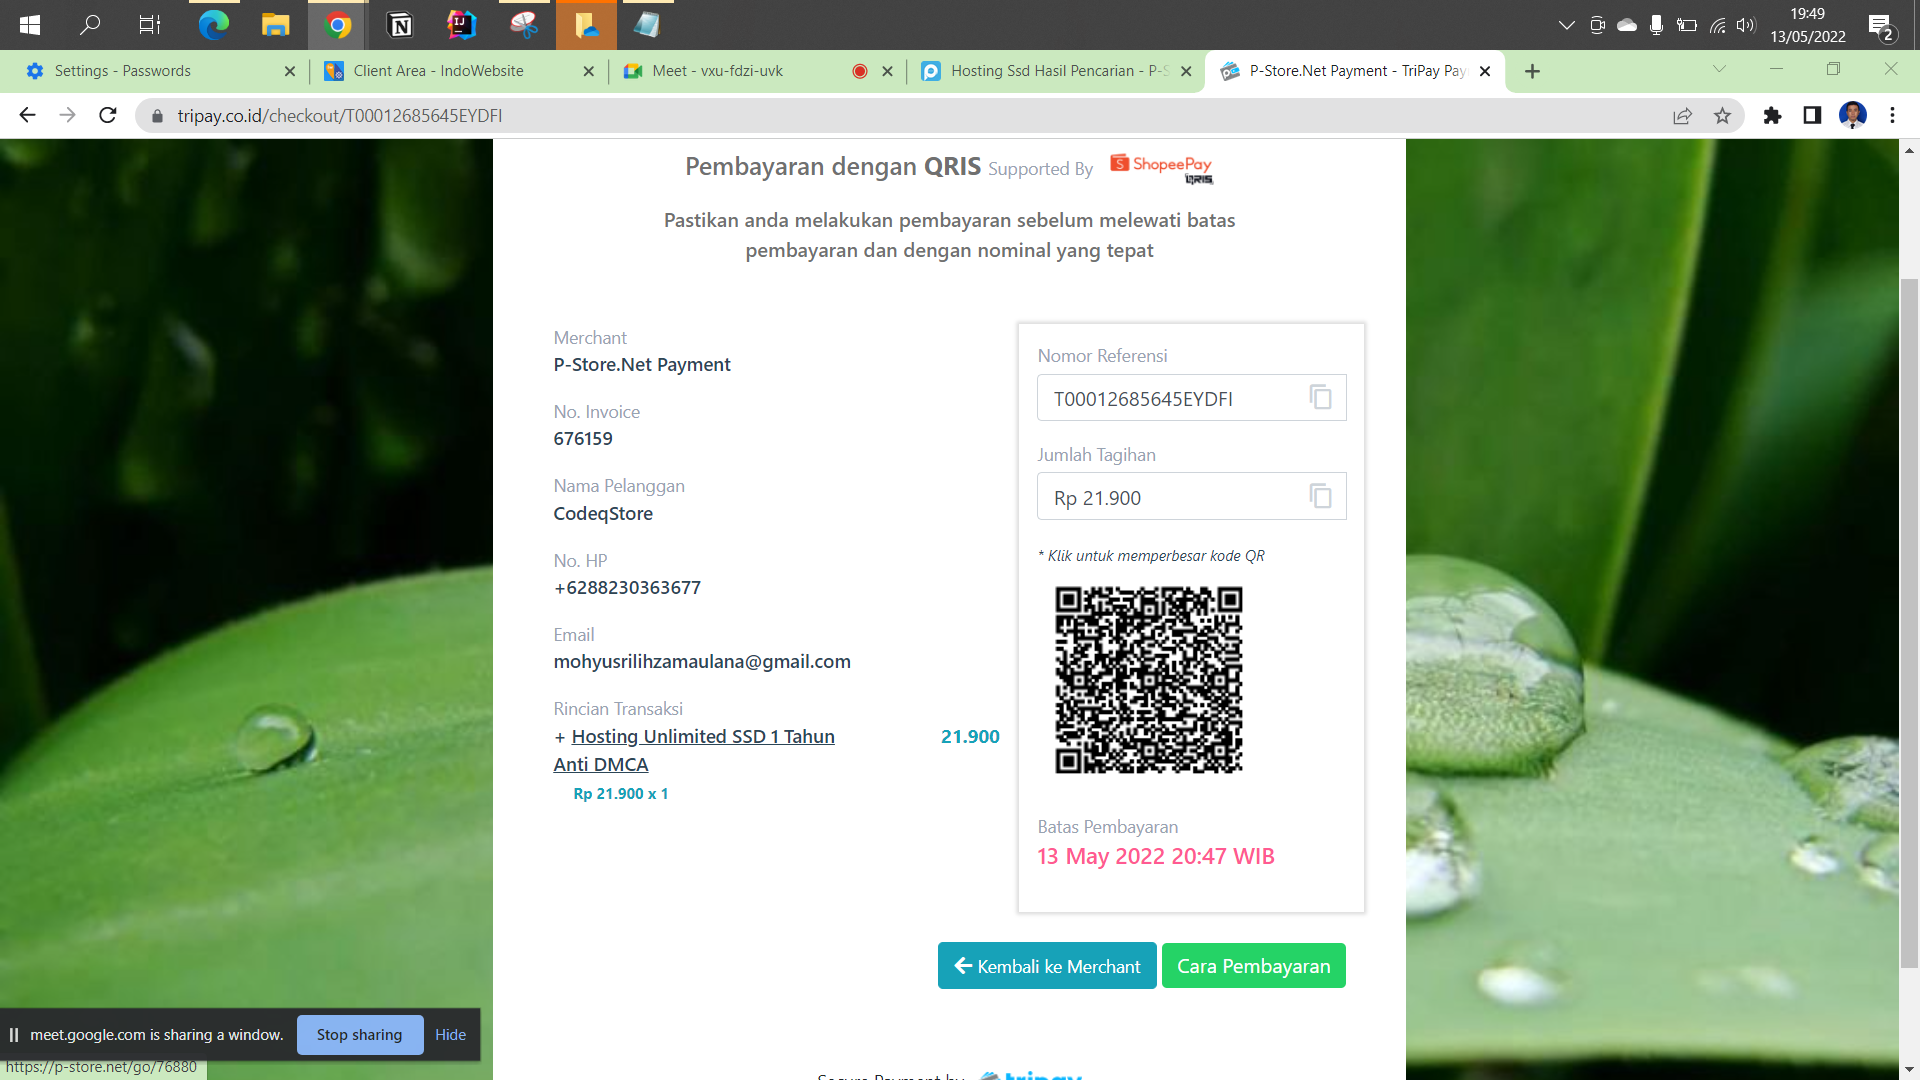 19:49
13/05/2022
2
Settings - Passwords
Client Area - IndoWebsite
Meet - vxu-fdzi-uvk
Hosting Ssd Hasil Pencarian - P-S
P-Store.Net Payment - TriPay Pay
tripay.co.id/checkout/T00012685645EYDFI
Pembayaran dengan QRIS Supported By ShopeePay QRIS
Pastikan anda melakukan pembayaran sebelum melewati batas
pembayaran dan dengan nominal yang tepat
Merchant
P-Store.Net Payment
No. Invoice
676159
Nama Pelanggan
CodeqStore
No. HP
+6288230363677
Email
mohyusrilihzamaulana@gmail.com
Rincian Transaksi
+ Hosting Unlimited SSD 1 Tahun 21.900
Anti DMCA
Rp 21.900 x 1
Nomor Referensi
T00012685645EYDFI
Jumlah Tagihan
Rp 21.900
* Klik untuk memperbesar kode QR
Batas Pembayaran
13 May 2022 20:47 WIB
Kembali ke Merchant
Cara Pembayaran
meet.google.com is sharing a window.
Stop sharing
Hide
https://p-store.net/go/76880
Secure Payment by tripay